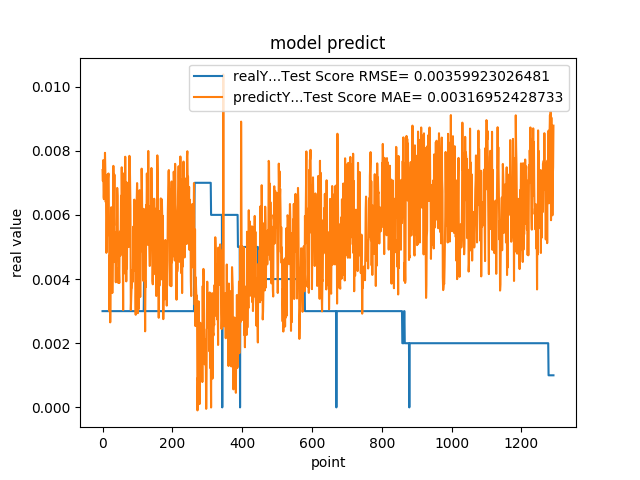 model predict
realY...Test Score RMSE= 0.00359923026481
predictY...Test Score MAE= 0.00316952428733
0.010
0.008
0.006
0.004
0.002
0.000
real value
0 200 400 600 800 1000 1200
point